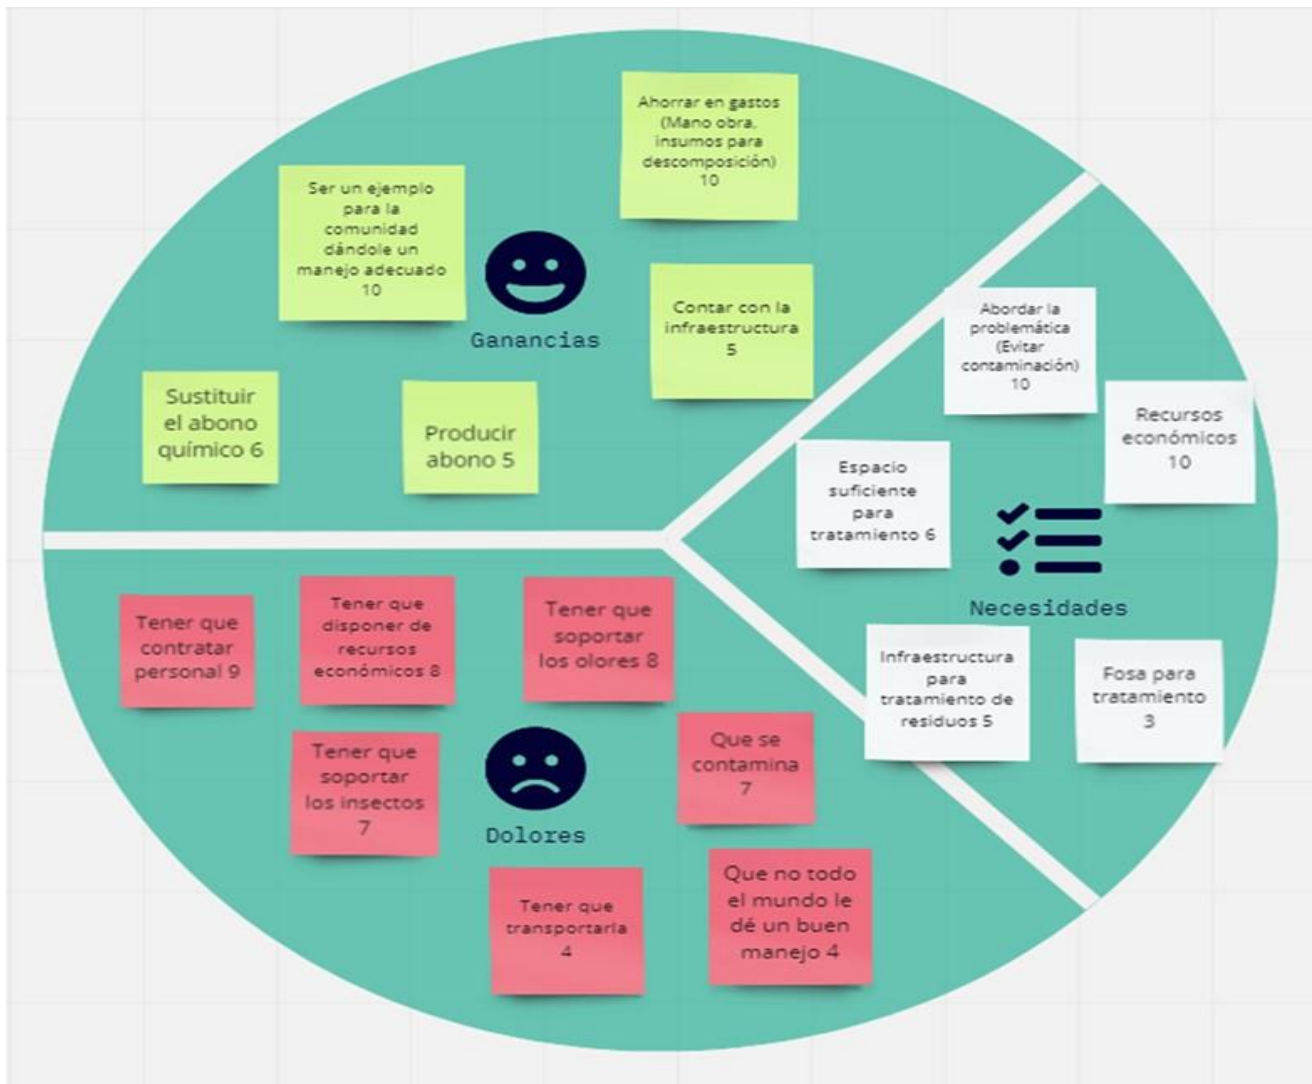 Ahorrar en gastos
(Mano obra,
insumos para
descomposición)
10
Ser un ejemplo
para la
comunidad
dándole un
manejo adecuado
10
Ganancias
Contar con la
infraestructura
5
Sustituir
el abono
químico 6
Producir
abono 5
Abordar la
problemática
(Evitar
contaminación)
10
Recursos
económicos
10
Espacio
suficiente
para
tratamiento 6
Necesidades
Infraestructura
para
tratamiento de
residuos 5
Fosa para
tratamiento
3
Tener que
contratar
personal 9
Tener que
disponer de
recursos
económicos 8
Tener que
soportar
los olores 8
Tener que
soportar
los insectos
7
Dolores
Que se
contamina
7
Tener que
transportarla
4
Que no todo
el mundo le
dé un buen
manejo 4